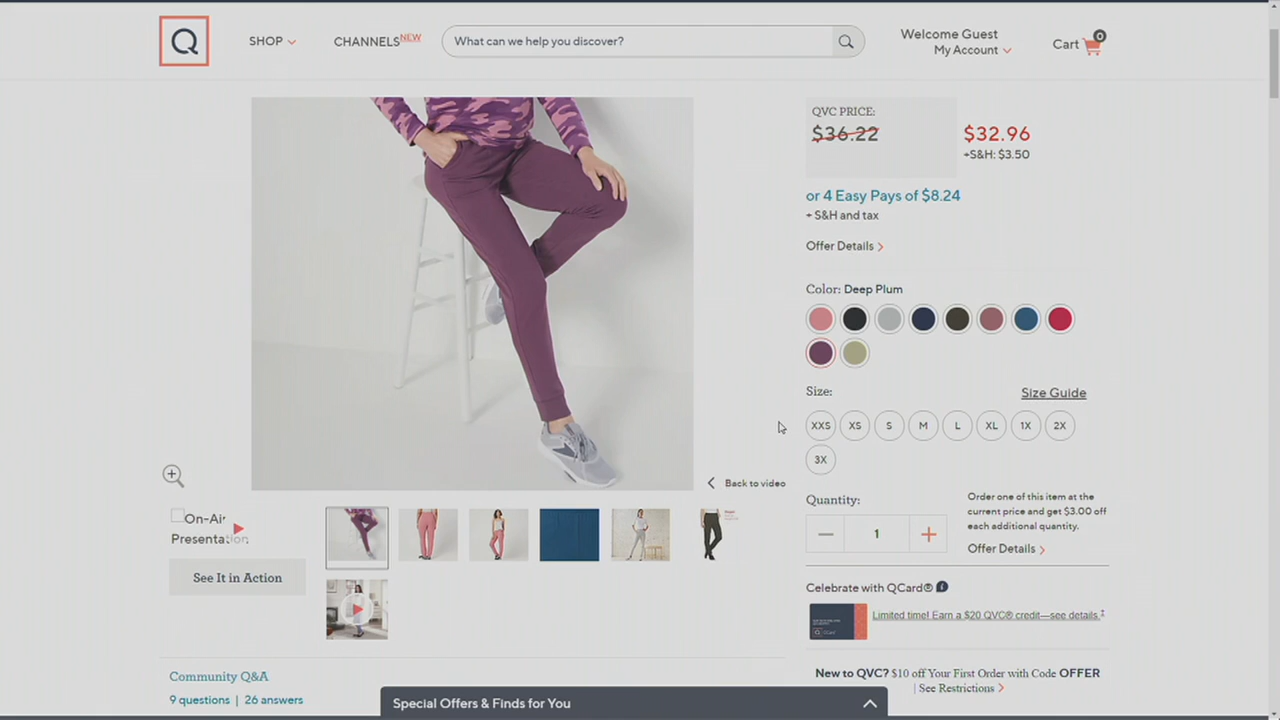 Q
SHOP
CHANNELS NEW
What can we help you discover?
Welcome Guest
My Account
Cart 0
QVC PRICE:
$36.22
$32.96
+S&H: $3.50
or 4 Easy Pays of $8.24
+ S&H and tax
Offer Details
Color: Deep Plum
Size:
Size Guide
XXS XS S M L XL 1X 2X
3X
Back to video
Quantity:
1
Order one of this item at the
current price and get $3.00 off
each additional quantity.
Offer Details
On-Air
Presentation:
See It in Action
Celebrate with QCard®
Limited time! Earn a $20 QVC® credit—see details.‡
New to QVC? $10 off Your First Order with Code OFFER
| See Restrictions
Community Q&A
9 questions | 26 answers
Special Offers & Finds for You